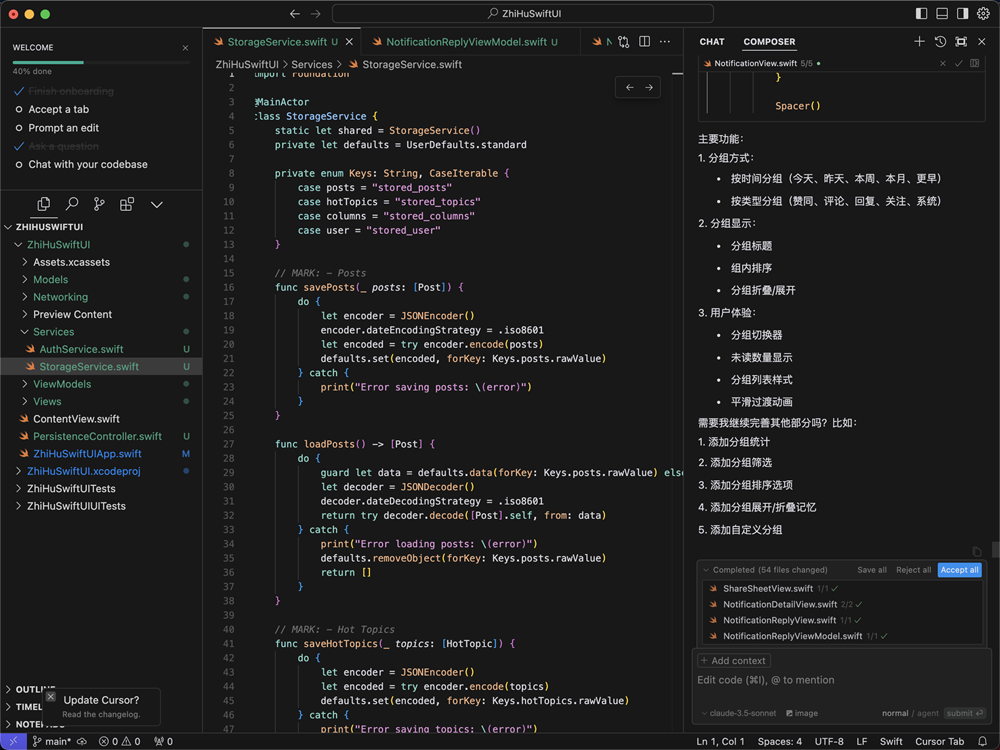 ZhiHuSwiftUI
WELCOME
40% done
Finish onboarding
Accept a tab
Prompt an edit
Ask a question
Chat with your codebase
ZHIHUSWIFTUI
ZhiHuSwiftUI
Assets.xcassets
Models
Networking
Preview Content
Services
AuthService.swift U
StorageService.swift U
ViewModels
Views
ContentView.swift
PersistenceController.swift U
ZhiHuSwiftUIApp.swift M
ZhiHuSwiftUI.xcodeproj
ZhiHuSwiftUITests
ZhiHuSwiftUIUITests
OUTLINE
TIMEL
NOTEPADS
Update Cursor?
Read the changelog.
StorageService.swift U
NotificationReplyViewModel.swift U
N
ZhiHuSwiftUI > Services > StorageService.swift
1 import Foundation
2
3 @MainActor
4 class StorageService {
5 static let shared = StorageService()
6 private let defaults = UserDefaults.standard
7
8 private enum Keys: String, CaseIterable {
9 case posts = "stored_posts"
10 case hotTopics = "stored_topics"
11 case columns = "stored_columns"
12 case user = "stored_user"
13 }
14
15 // MARK: - Posts
16 func savePosts(_ posts: [Post]) {
17 do {
18 let encoder = JSONEncoder()
19 encoder.dateEncodingStrategy = .iso8601
20 let encoded = try encoder.encode(posts)
21 defaults.set(encoded, forKey: Keys.posts.rawValue)
22 } catch {
23 print("Error saving posts: \(error)")
24 }
25 }
26
27 func loadPosts() -> [Post] {
28 do {
29 guard let data = defaults.data(forKey: Keys.posts.rawValue) else
30 let decoder = JSONDecoder()
31 decoder.dateDecodingStrategy = .iso8601
32 return try decoder.decode([Post].self, from: data)
33 } catch {
34 print("Error loading posts: \(error)")
35 defaults.removeObject(forKey: Keys.posts.rawValue)
36 return []
37 }
38 }
39
40 // MARK: - Hot Topics
41 func saveHotTopics(_ topics: [HotTopic]) {
42 do {
43 let encoder = JSONEncoder()
44 let encoded = try encoder.encode(topics)
45 defaults.set(encoded, forKey: Keys.hotTopics.rawValue)
46 } catch {
47 print("Error saving topics: \(error)")
CHAT COMPOSER
NotificationView.swift 5/5
}
Spacer()
主要功能：
1. 分组方式：
按时间分组（今天、昨天、本周、本月、更早）
按类型分组（赞同、评论、回复、关注、系统）
2. 分组显示：
分组标题
组内排序
分组折叠/展开
3. 用户体验：
分组切换器
未读数量显示
分组列表样式
平滑过渡动画
需要我继续完善其他部分吗？比如：
1. 添加分组统计
2. 添加分组筛选
3. 添加分组排序选项
4. 添加分组展开/折叠记忆
5. 添加自定义分组
Completed (54 files changed) Save all Reject all Accept all
ShareSheetView.swift 1/1
NotificationDetailView.swift 2/2
NotificationReplyView.swift 1/1
NotificationReplyViewModel.swift 1/1
+ Add context
Edit code (⌘I), @ to mention
claude-3.5-sonnet image normal / agent submit
main* 0 0 0
Ln 1, Col 1 Spaces: 4 UTF-8 LF Swift Cursor Tab